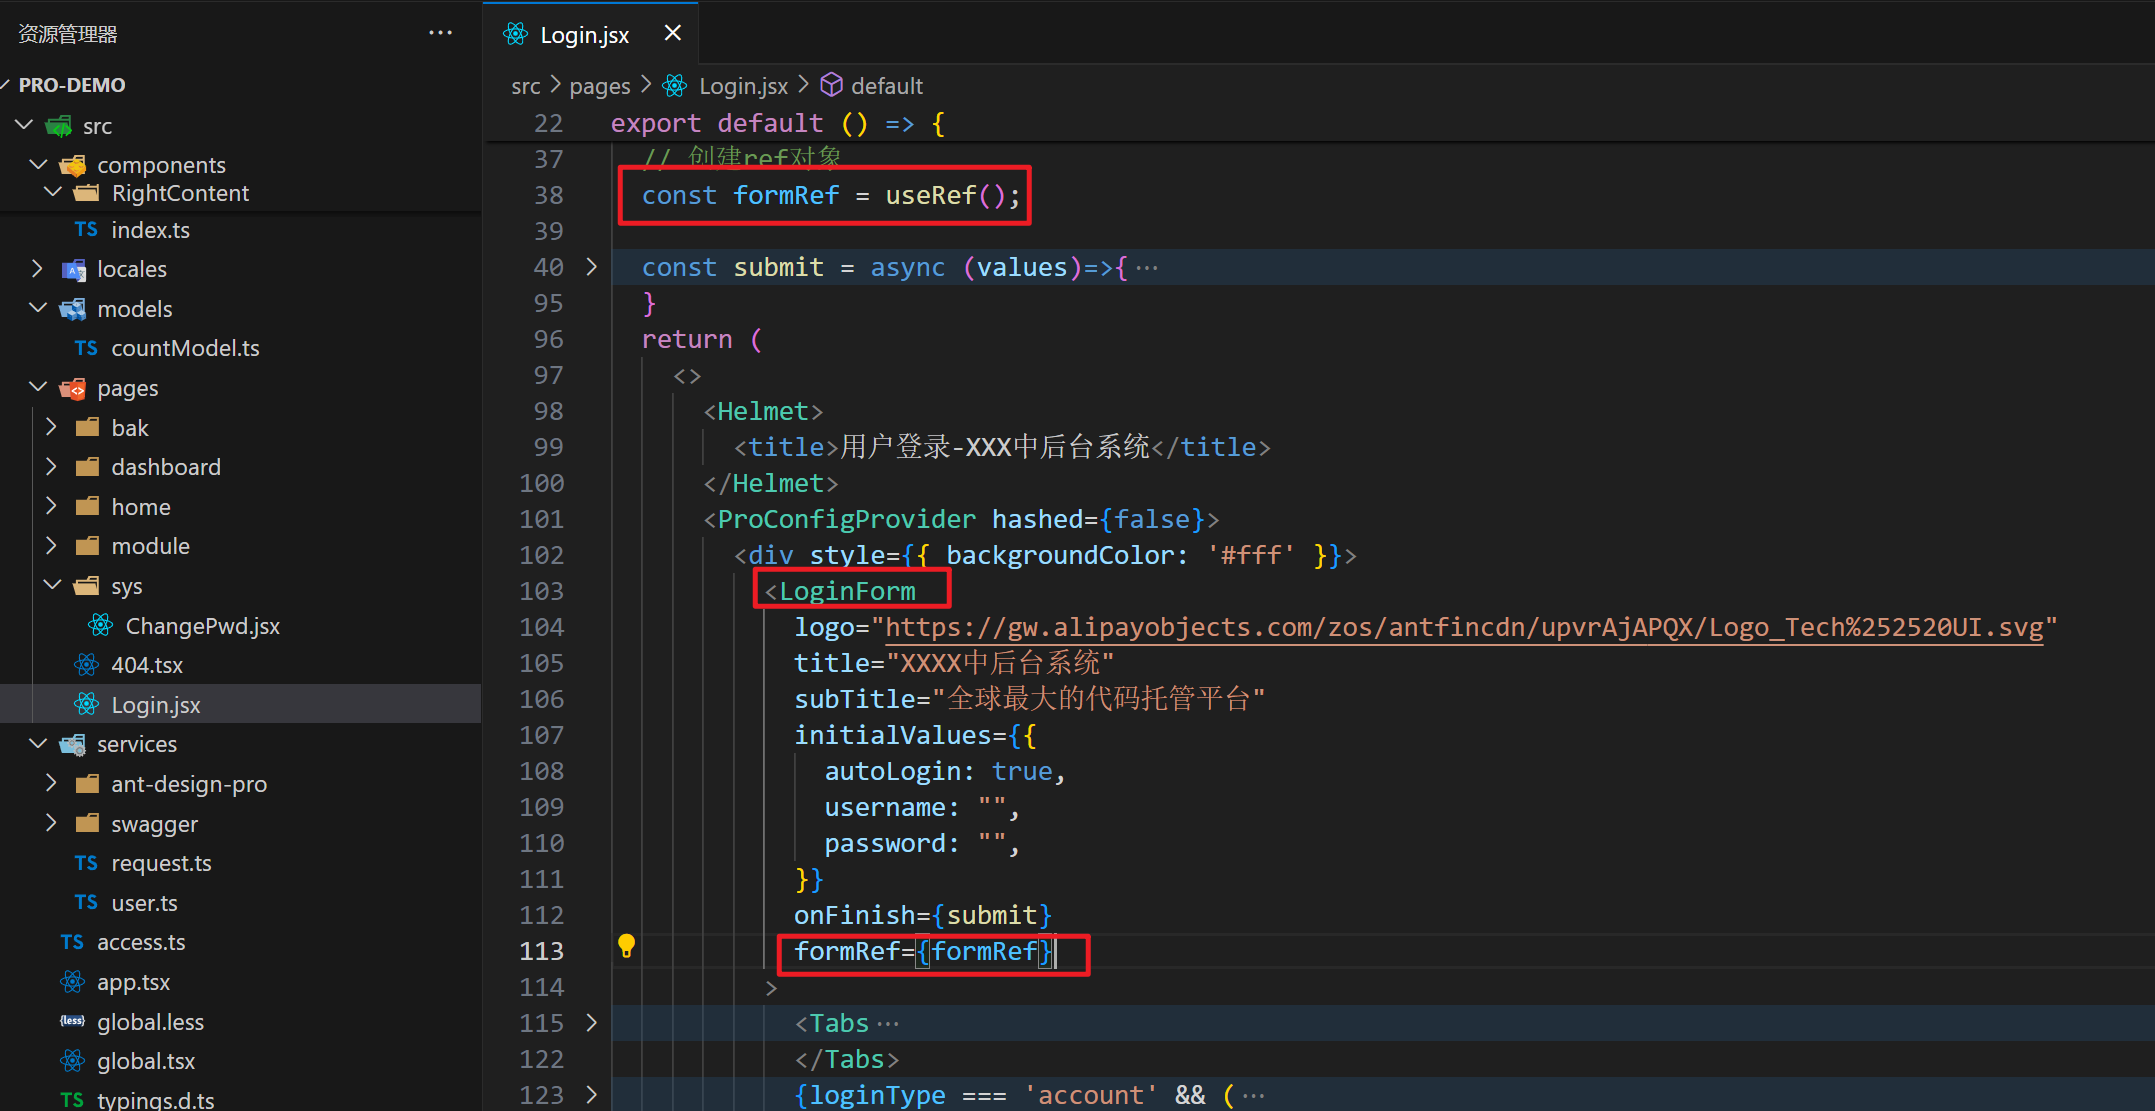 资源管理器
PRO-DEMO
src
components
RightContent
TS index.ts
locales
models
TS countModel.ts
pages
bak
dashboard
home
module
sys
ChangePwd.jsx
404.tsx
Login.jsx
services
ant-design-pro
swagger
TS request.ts
TS user.ts
TS access.ts
app.tsx
{less} global.less
global.tsx
TS typings.d.ts
Login.jsx
src > pages > Login.jsx > default
22 export default () => {
37 // 创建ref对象
38 const formRef = useRef();
39
40 const submit = async (values)=>{ ···
95 }
96 return (
97 <>
98 <Helmet>
99 <title>用户登录-XXX中后台系统</title>
100 </Helmet>
101 <ProConfigProvider hashed={false}>
102 <div style={{ backgroundColor: '#fff' }}>
103 <LoginForm
104 logo="https://gw.alipayobjects.com/zos/antfincdn/upvrAjAPQX/Logo_Tech%252520UI.svg"
105 title="XXXX中后台系统"
106 subTitle="全球最大的代码托管平台"
107 initialValues={{
108 autoLogin: true,
109 username: "",
110 password: "",
111 }}
112 onFinish={submit}
113 formRef={formRef}
114 >
115 <Tabs ···
122 </Tabs>
123 {loginType === 'account' && ( ···